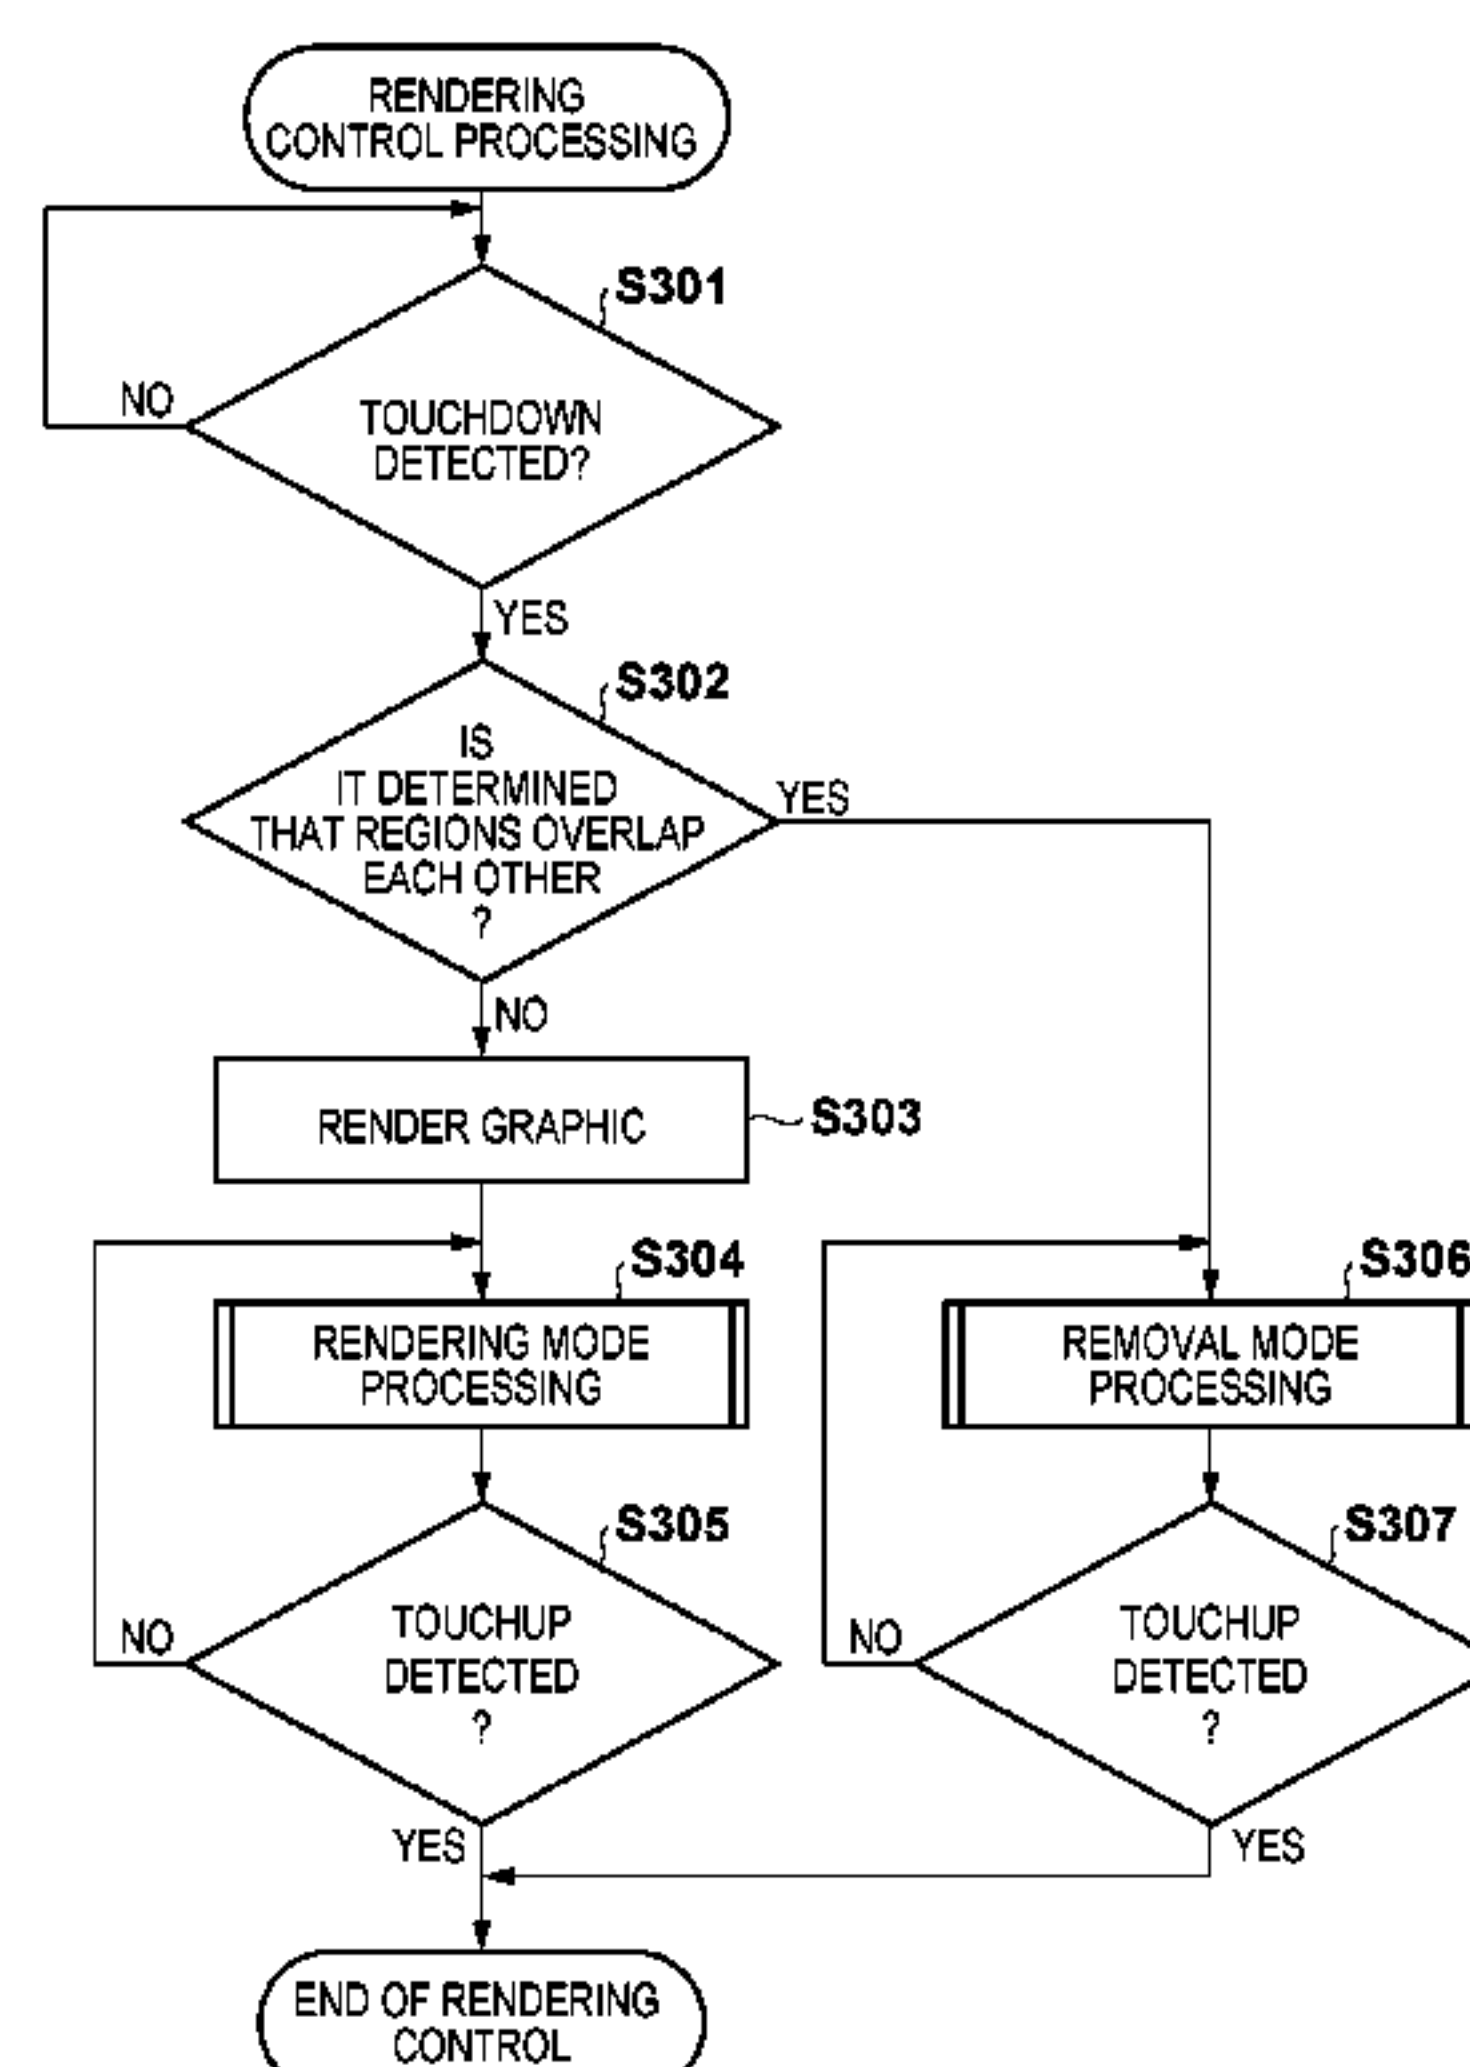 RENDERING
CONTROL PROCESSING
S301
NO
TOUCHDOWN
DETECTED?
YES
S302
IS
IT DETERMINED
THAT REGIONS OVERLAP
EACH OTHER
?
YES
NO
RENDER GRAPHIC
S303
S304
RENDERING MODE
PROCESSING
S306
REMOVAL MODE
PROCESSING
S305
NO
TOUCHUP
DETECTED
?
YES
S307
NO
TOUCHUP
DETECTED
?
YES
END OF RENDERING
CONTROL